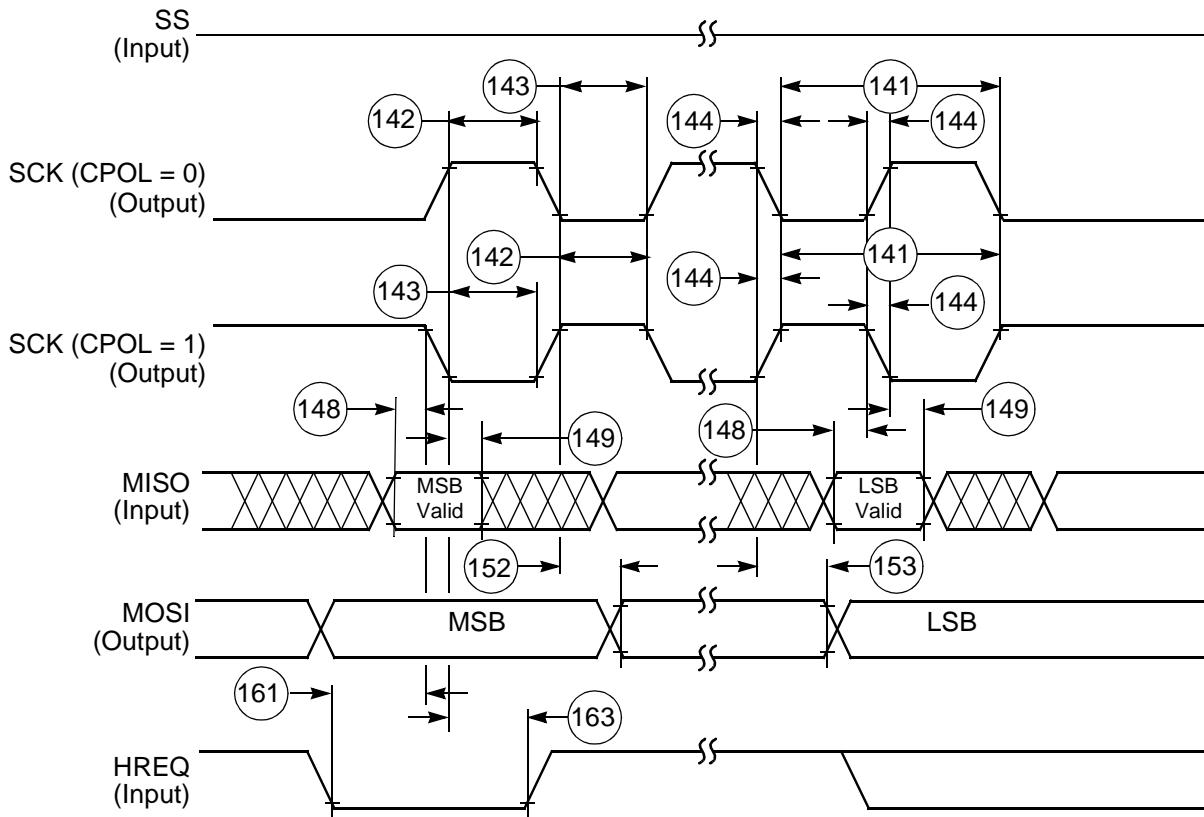 SS
(Input)
143
141
142
144
144
SCK (CPOL = 0)
(Output)
142
141
143
144
144
SCK (CPOL = 1)
(Output)
148
149
148
149
MISO
(Input)
MSB
Valid
LSB
Valid
152
153
MOSI
(Output)
MSB
LSB
161
163
HREQ
(Input)